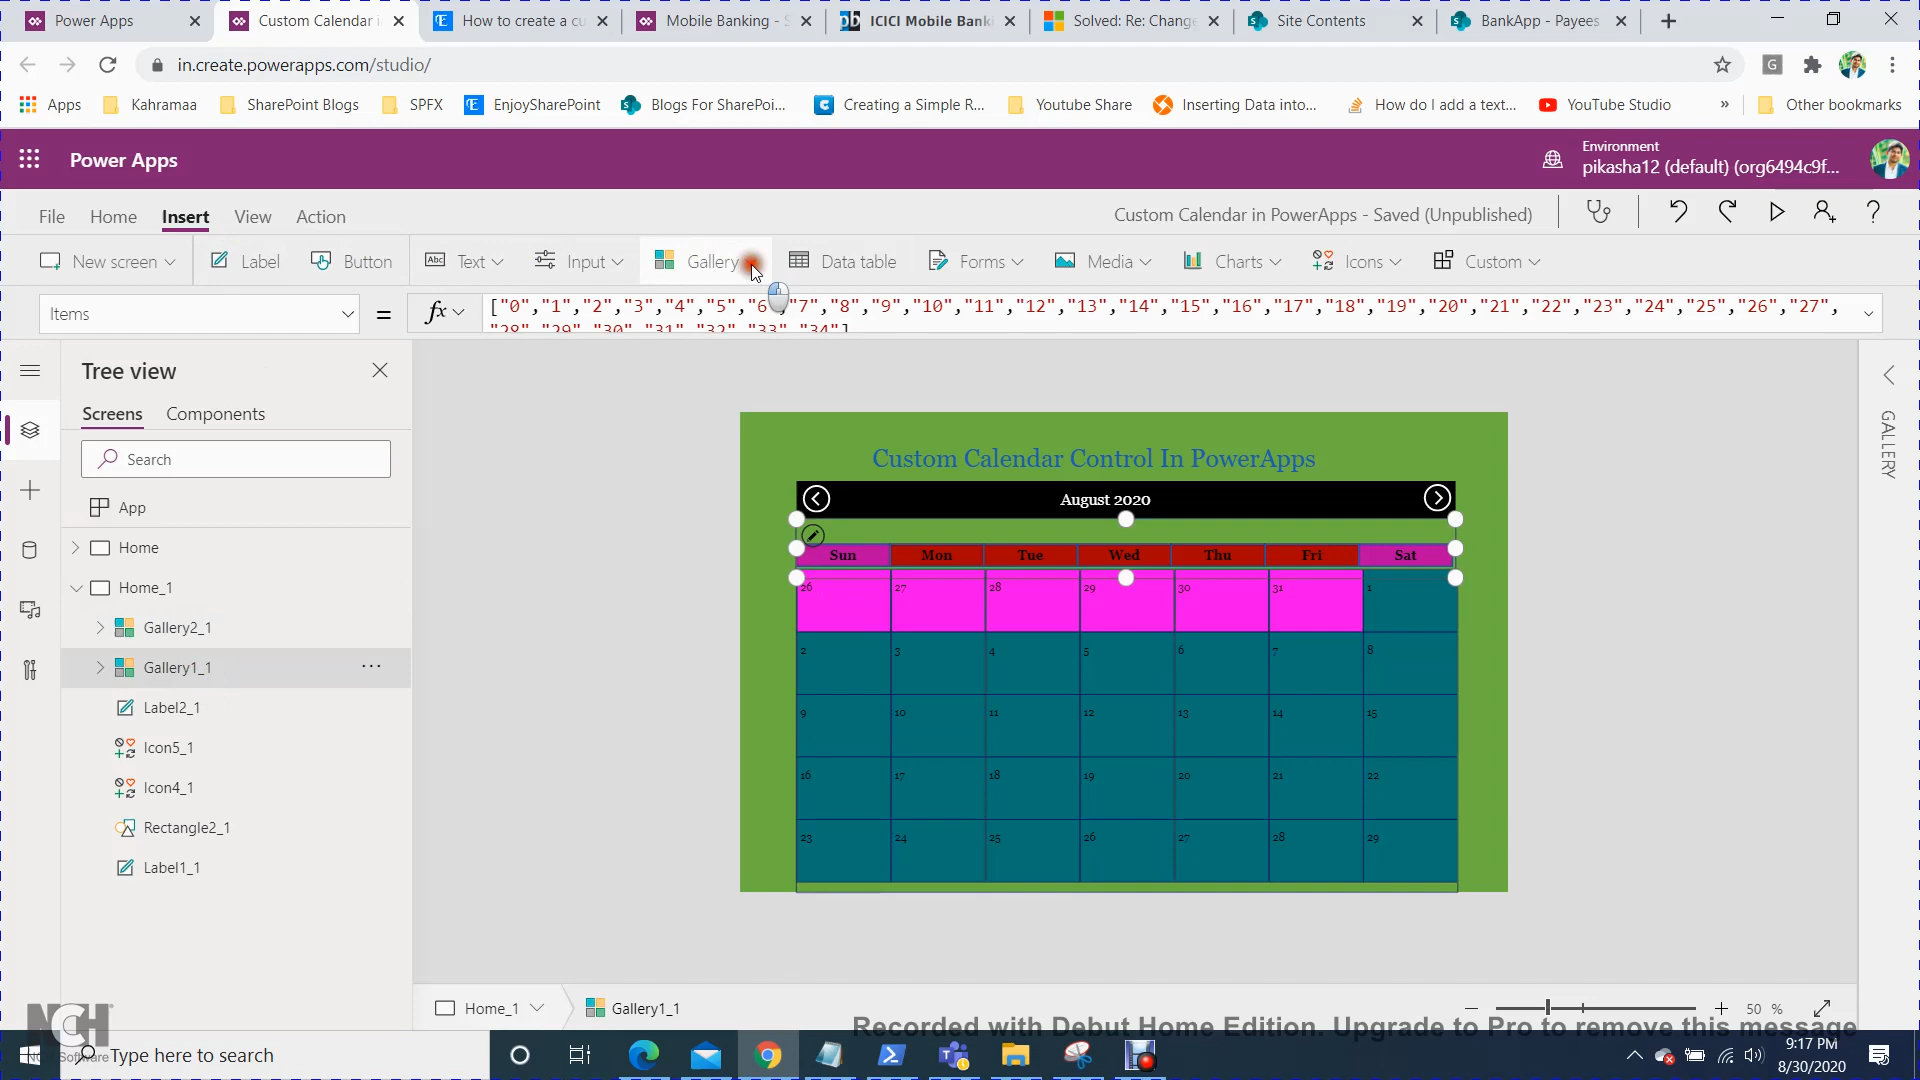 Power Apps
Custom Calendar i
How to create a cu
Mobile Banking - S
ICICI Mobile Bank
Solved: Re: Change
Site Contents
BankApp - Payees
in.create.powerapps.com/studio/
G
Apps
Kahramaa
SharePoint Blogs
SPFX
EnjoySharePoint
Blogs For SharePoi...
Creating a Simple R...
Youtube Share
Inserting Data into...
How do I add a text...
YouTube Studio
»
Other bookmarks
Power Apps
Environment
pikasha12 (default) (org6494c9f...
File
Home
Insert
View
Action
Custom Calendar in PowerApps - Saved (Unpublished)
New screen
Label
Button
Abc
Text
Input
Gallery
Data table
Forms
Media
Charts
Icons
Custom
Items
=
fx
["0","1","2","3","4","5","6","7","8","9","10","11","12","13","14","15","16","17","18","19","20","21","22","23","24","25","26","27",
"28","29","30","31","32","33","34"]
Tree view
Screens
Components
Search
App
Home
Home_1
Gallery2_1
Gallery1_1
...
Label2_1
Icon5_1
Icon4_1
Rectangle2_1
Label1_1
GALLERY
Custom Calendar Control In PowerApps
August 2020
Sun Mon Tue Wed Thu Fri Sat
26 27 28 29 30 31 1
2 3 4 5 6 7 8
9 10 11 12 13 14 15
16 17 18 19 20 21 22
23 24 25 26 27 28 29
Home_1
Gallery1_1
50 %
NCH
Software
Recorded with Debut Home Edition. Upgrade to Pro to remove this message
Type here to search
9:17 PM
8/30/2020